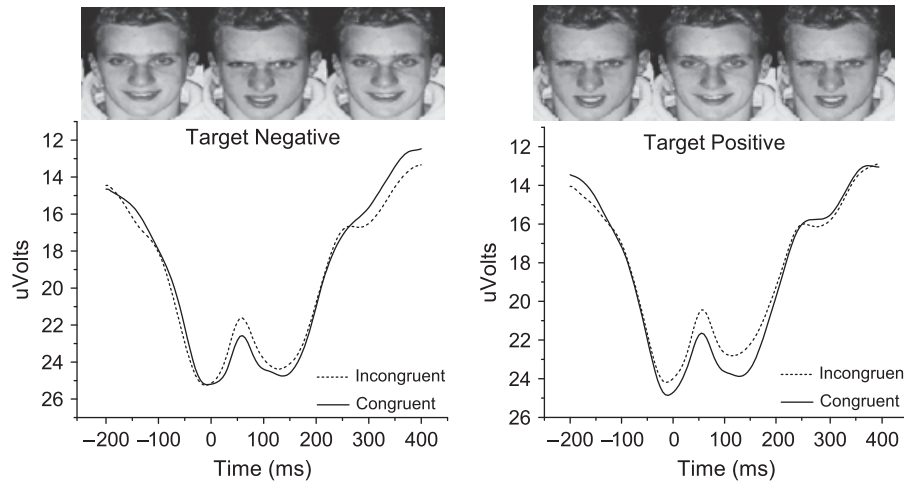 Target Negative
12
14
16
18
20
22
24
26
uVolts
Incongruent
Congruent
–200 –100 0 100 200 300 400
Time (ms)
Target Positive
12
14
16
18
20
22
24
26
uVolts
Incongruen
Congruent
–200 –100 0 100 200 300 400
Time (ms)